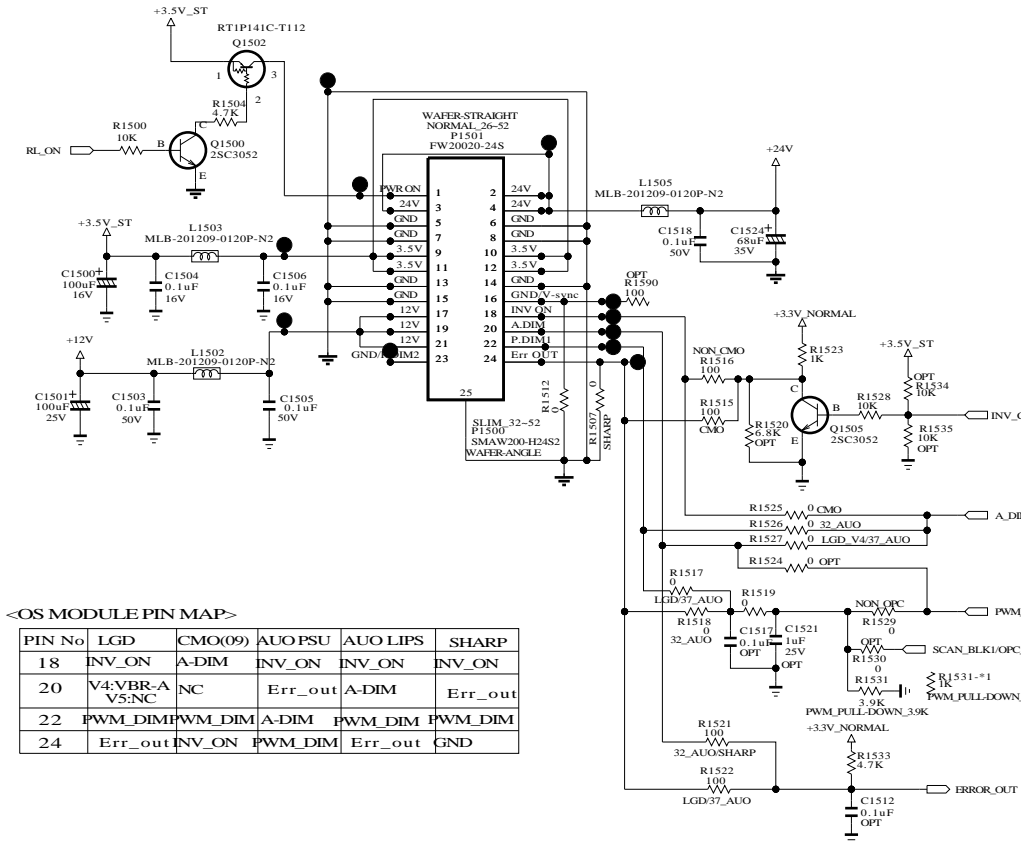 +3.5V_ST
RT1P141C-T112
Q1502
1
3
2
R1504
4.7K
R1500
10K
RL_ON
B
C
E
Q1500
2SC3052
WAFER-STRAIGHT
NORMAL_26~52
P1501
FW20020-24S
PWR ON
1
2
24V
24V
3
4
24V
GND
5
6
GND
GND
7
8
GND
3.5V
9
10
3.5V
3.5V
11
12
3.5V
GND
13
14
GND
GND
15
16
GND/V-sync
12V
17
18
INV ON
12V
19
20
A.DIM
12V
21
22
P.DIM1
GND/P.DIM2
23
24
Err OUT
25
SLIM_32~52
P1500
SMAW200-H24S2
WAFER-ANGLE
+24V
L1505
MLB-201209-0120P-N2
C1518
0.1uF
50V
C1524
68uF
35V
+3.5V_ST
L1503
MLB-201209-0120P-N2
C1500
100uF
16V
C1504
0.1uF
16V
C1506
0.1uF
16V
+12V
L1502
MLB-201209-0120P-N2
C1501
100uF
25V
C1503
0.1uF
50V
C1505
0.1uF
50V
OPT
R1590
100
R1512
0
R1507
0
SHARP
NON_CMO
R1516
100
R1515
100
CMO
+3.3V_NORMAL
R1523
1K
R1520
6.8K
OPT
C
B
E
Q1505
2SC3052
R1528
10K
+3.5V_ST
OPT
R1534
10K
R1535
10K
OPT
R1525
0
CMO
R1526
0
32_AUO
R1527
0
LGD_V4/37_AUO
R1524
0
OPT
R1517
0
LGD/37_AUO
R1518
0
32_AUO
R1519
0
C1517
0.1uF
OPT
C1521
1uF
25V
OPT
NON_OPC
R1529
0
OPT
R1530
0
SCAN_BLK1/OPC_
R1531
3.9K
PWM_PULL-DOWN_3.9K
R1531-*1
1K
PWM_PULL-DOWN_
R1521
100
32_AUO/SHARP
R1522
100
LGD/37_AUO
+3.3V_NORMAL
R1533
4.7K
ERROR_OUT
C1512
0.1uF
OPT
<OS MODULE PIN MAP>
PIN No LGD CMO(09) AUO PSU AUO LIPS SHARP
18 INV_ON A-DIM INV_ON INV_ON INV_ON
20 V4:VBR-A V5:NC NC Err_out A-DIM Err_out
22 PWM_DIM PWM_DIM A-DIM PWM_DIM PWM_DIM
24 Err_out INV_ON PWM_DIM Err_out GND